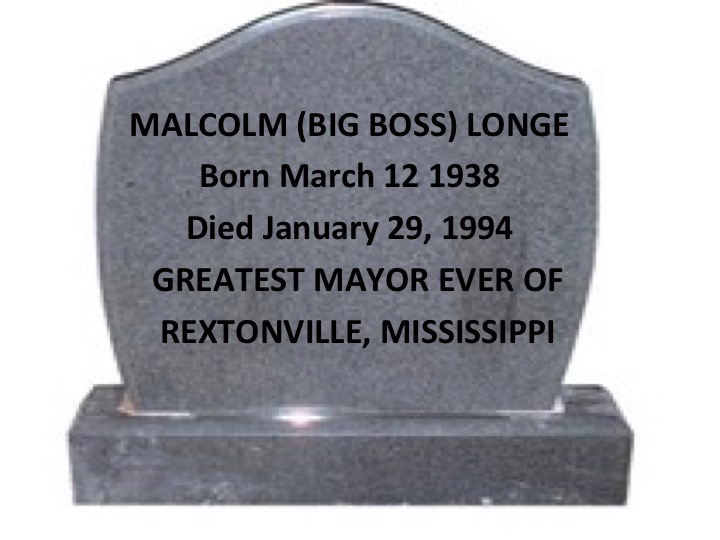 MALCOLM (BIG BOSS) LONGE
Born March 12 1938
Died January 29, 1994
GREATEST MAYOR EVER OF
REXTONVILLE, MISSISSIPPI